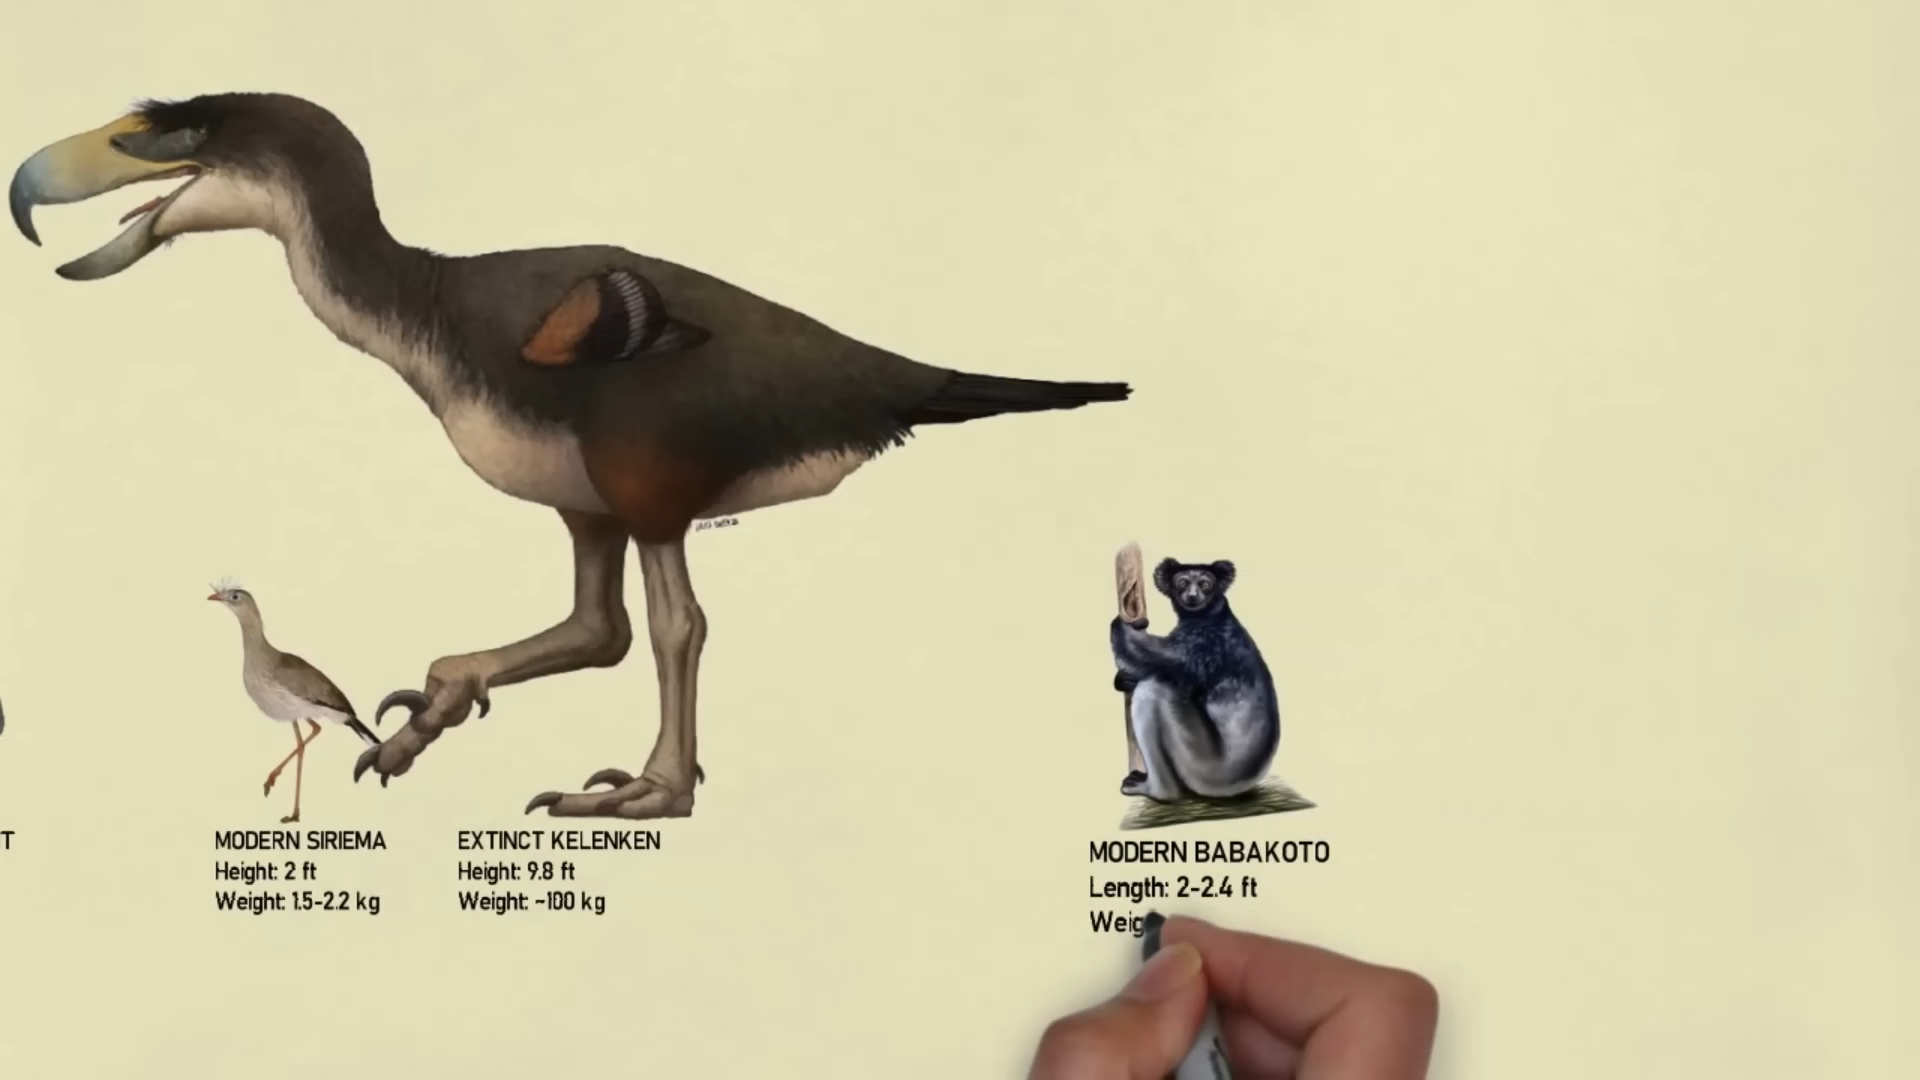 T
MODERN SIRIEMA
Height: 2 ft
Weight: 1.5-2.2 kg
EXTINCT KELENKEN
Height: 9.8 ft
Weight: ~100 kg
MODERN BABAKOTO
Length: 2-2.4 ft
Weig